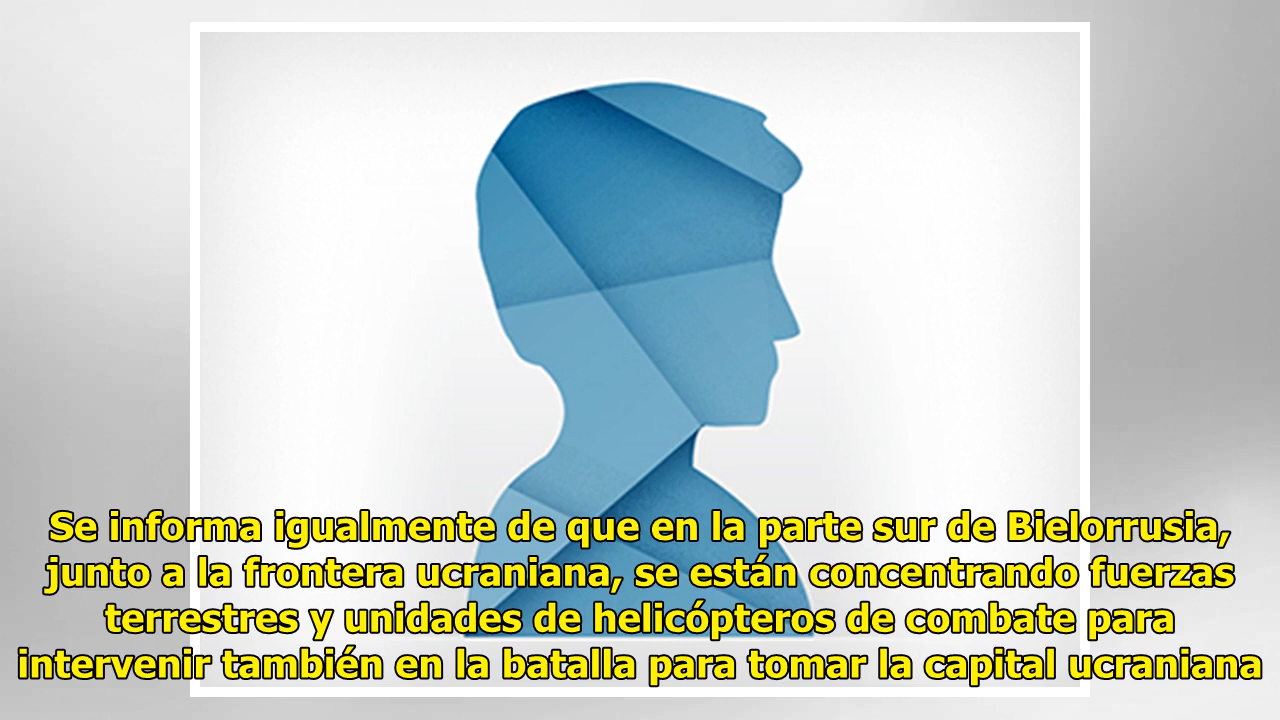 Se informa igualmente de que en la parte sur de Bielorrusia,
junto a la frontera ucraniana, se están concentrando fuerzas
terrestres y unidades de helicópteros de combate para
intervenir también en la batalla para tomar la capital ucraniana